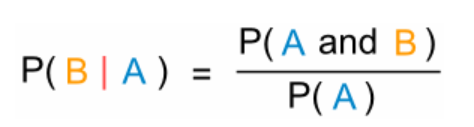 P( A and B )
P( B | A ) =
P( A )